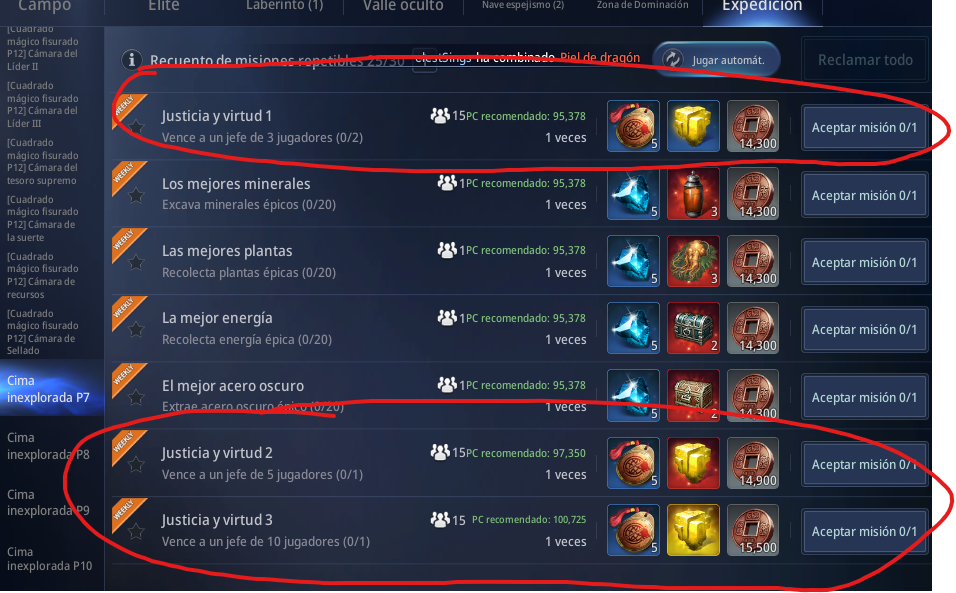 Campo
Élite
Laberinto (1)
Valle oculto
Nave espejismo (2)
Zona de Dominación
Expedición
[Cuadrado
mágico fisurado
P12] Cámara del
Líder II
[Cuadrado
mágico fisurado
P12] Cámara del
Líder III
[Cuadrado
mágico fisurado
P12] Cámara del
tesoro supremo
[Cuadrado
mágico fisurado
P12] Cámara de
la suerte
[Cuadrado
mágico fisurado
P12] Cámara de
recursos
[Cuadrado
mágico fisurado
P12] Cámara de
Sellado
Cima
inexplorada P7
Cima
inexplorada P8
Cima
inexplorada P9
Cima
inexplorada P10
Recuento de misiones repetibles 25/30
ha combinado Piel de dragón
Jugar automát.
Reclamar todo
WEEKLY
Justicia y virtud 1
15 PC recomendado: 95,378
Vence a un jefe de 3 jugadores (0/2)
1 veces
5
14,300
Aceptar misión 0/1
WEEKLY
Los mejores minerales
1 PC recomendado: 95,378
Excava minerales épicos (0/20)
1 veces
5
3
14,300
Aceptar misión 0/1
WEEKLY
Las mejores plantas
1 PC recomendado: 95,378
Recolecta plantas épicas (0/20)
1 veces
5
3
14,300
Aceptar misión 0/1
WEEKLY
La mejor energía
1 PC recomendado: 95,378
Recolecta energía épica (0/20)
1 veces
5
2
14,300
Aceptar misión 0/1
WEEKLY
El mejor acero oscuro
1 PC recomendado: 95,378
Extrae acero oscuro épico (0/20)
1 veces
5
2
14,300
Aceptar misión 0/1
WEEKLY
Justicia y virtud 2
15 PC recomendado: 97,350
Vence a un jefe de 5 jugadores (0/1)
1 veces
5
14,900
Aceptar misión 0/1
WEEKLY
Justicia y virtud 3
15 PC recomendado: 100,725
Vence a un jefe de 10 jugadores (0/1)
1 veces
5
15,500
Aceptar misión 0/1